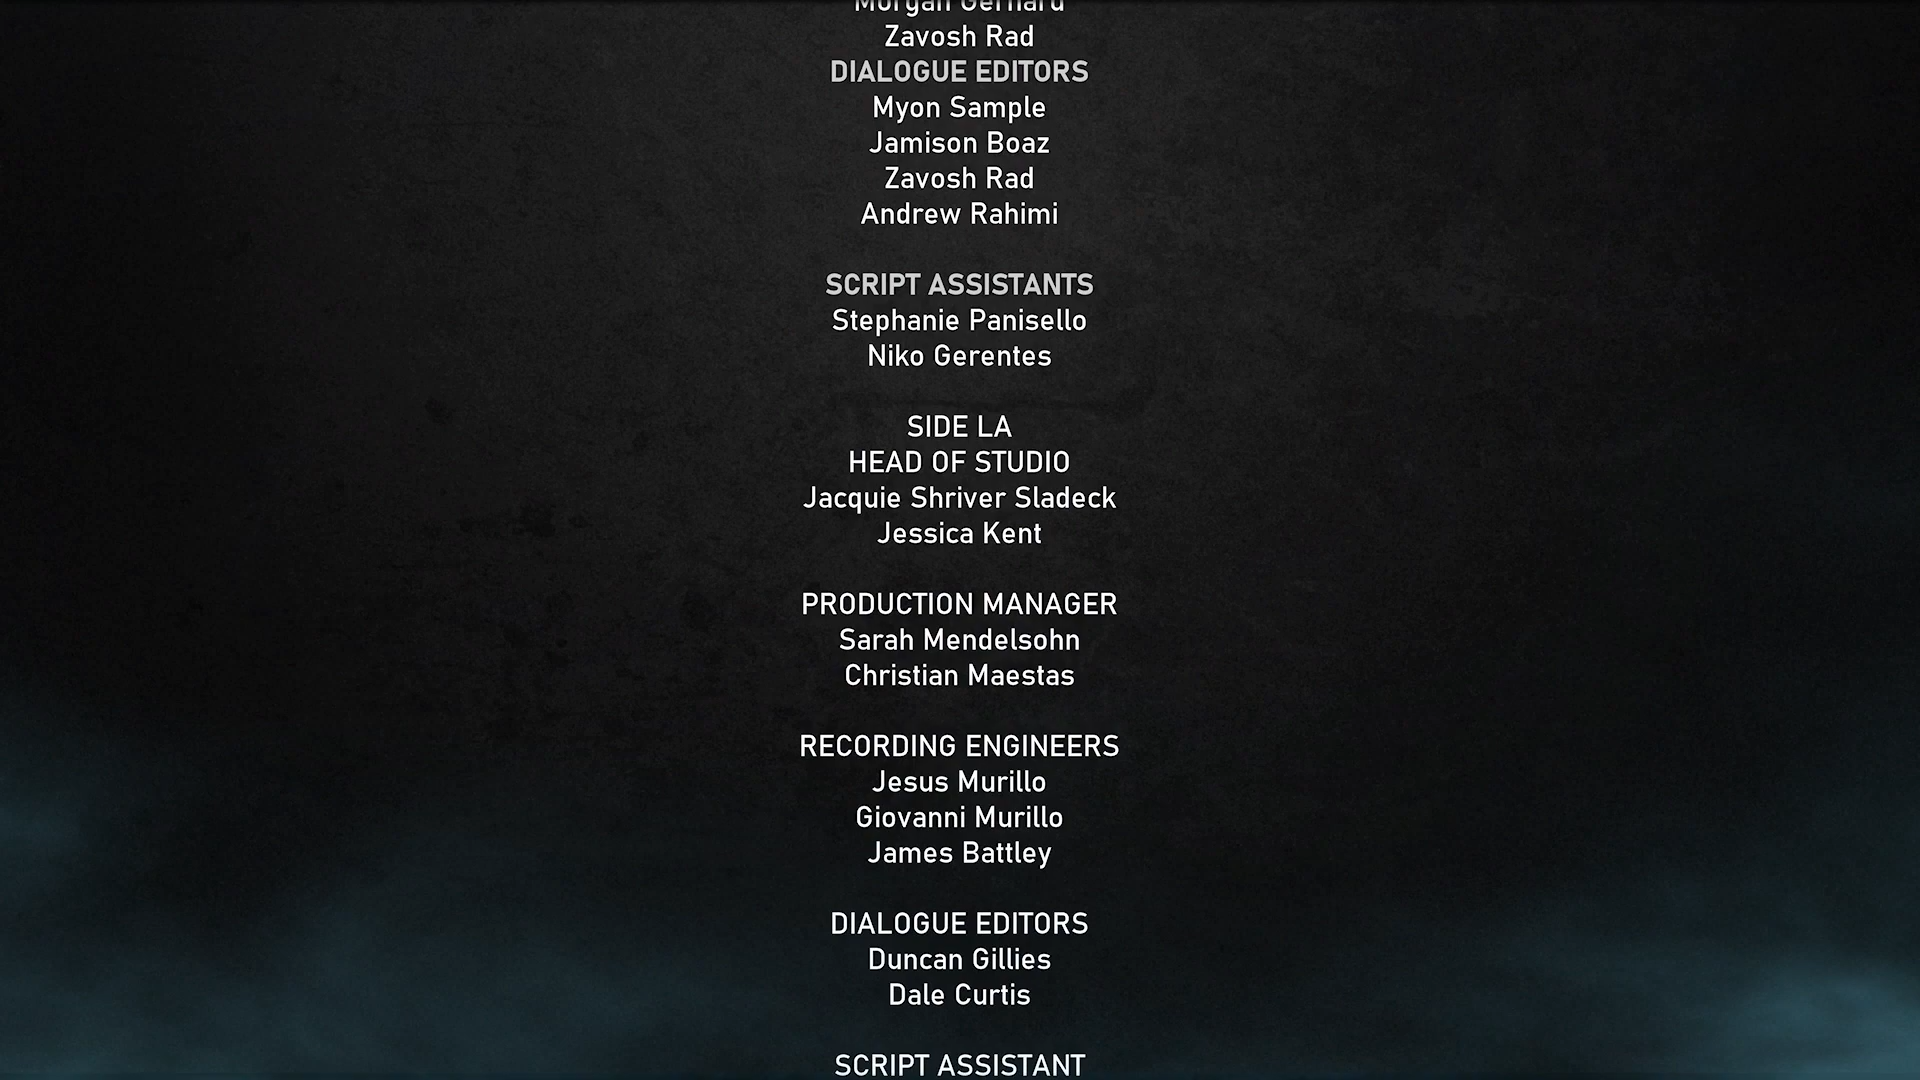 Morgan Gerhard
Zavosh Rad
DIALOGUE EDITORS
Myon Sample
Jamison Boaz
Zavosh Rad
Andrew Rahimi
SCRIPT ASSISTANTS
Stephanie Panisello
Niko Gerentes
SIDE LA
HEAD OF STUDIO
Jacquie Shriver Sladeck
Jessica Kent
PRODUCTION MANAGER
Sarah Mendelsohn
Christian Maestas
RECORDING ENGINEERS
Jesus Murillo
Giovanni Murillo
James Battley
DIALOGUE EDITORS
Duncan Gillies
Dale Curtis
SCRIPT ASSISTANT